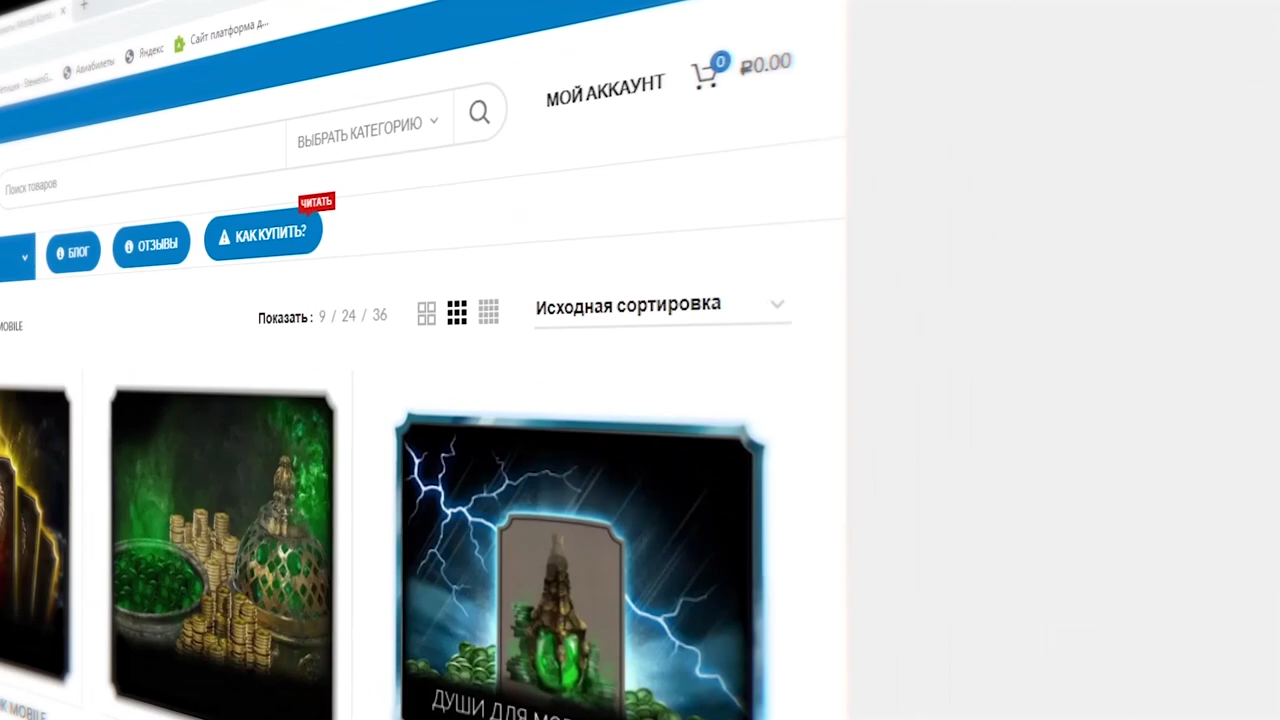 Яндекс
Сайт платформа д...
Авиабилеты
МОЙ АККАУНТ
0
₽0.00
ВЫБРАТЬ КАТЕГОРИЮ
Поиск товаров
ЧИТАТЬ
БЛОГ
ОТЗЫВЫ
КАК КУПИТЬ?
MOBILE
Показать : 9 / 24 / 36
Исходная сортировка
ДУШИ ДЛЯ
MOBILE